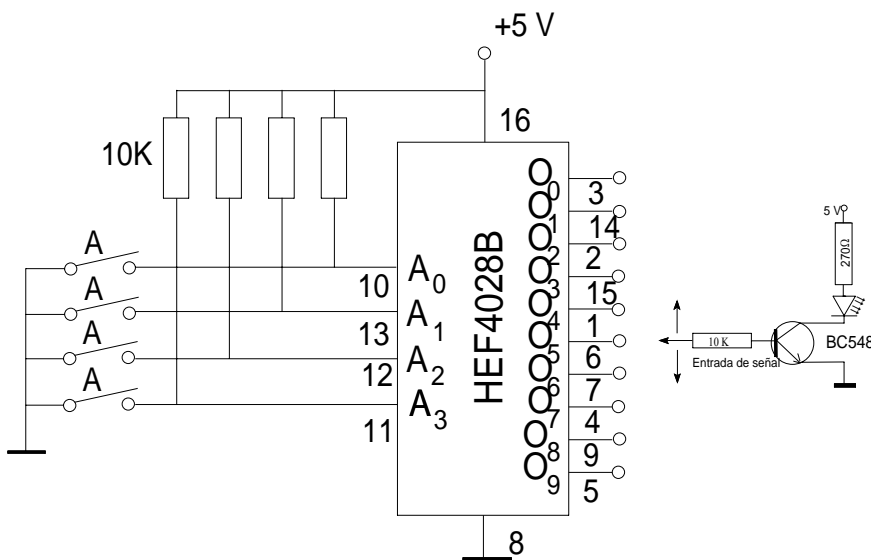 +5 V
16
10K
HEF4028B
A
A
A
A
10
13
12
11
A0
A1
A2
A3
O0
O1
O2
O3
O4
O5
O6
O7
O8
O9
3
14
2
15
1
6
7
4
9
5
8
5 V
270Ω
10 K
BC548
Entrada de señal